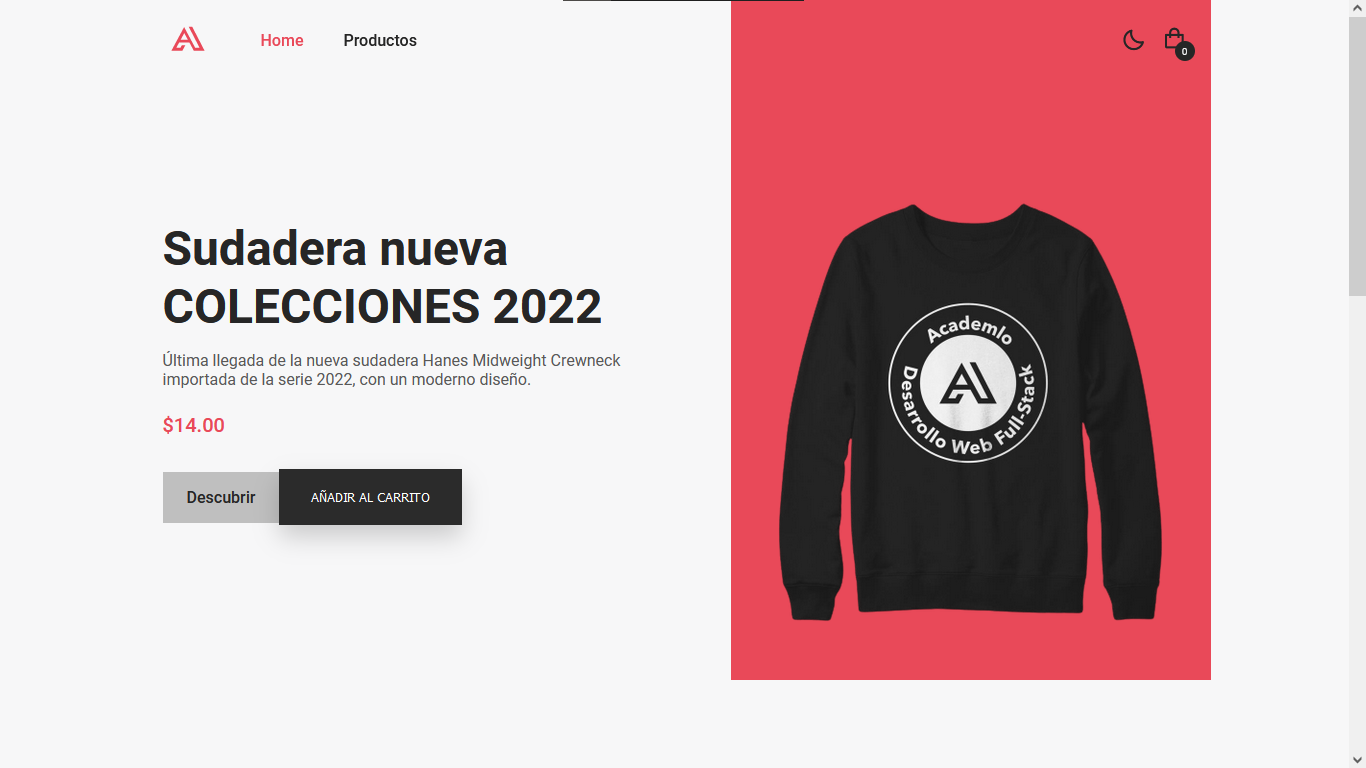 Home Productos
0
Sudadera nueva
COLECCIONES 2022
Última llegada de la nueva sudadera Hanes Midweight Crewneck
importada de la serie 2022, con un moderno diseño.
$14.00
Descubrir AÑADIR AL CARRITO
Academlo
Desarrollo Web Full-Stack